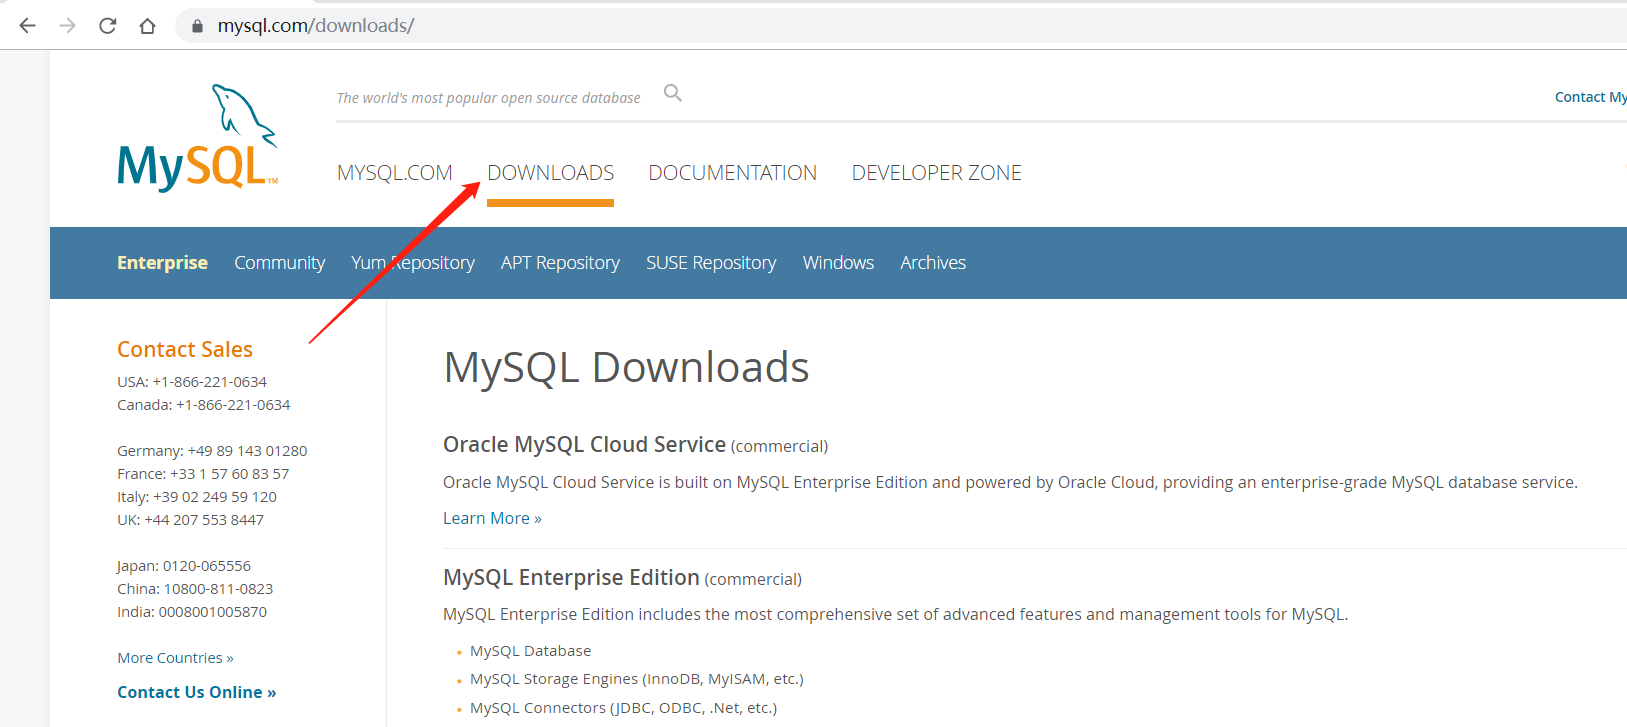 mysql.com/downloads/
The world's most popular open source database
Contact My
MySQL™
MYSQL.COM DOWNLOADS DOCUMENTATION DEVELOPER ZONE
Enterprise Community Yum Repository APT Repository SUSE Repository Windows Archives
Contact Sales
USA: +1-866-221-0634
Canada: +1-866-221-0634
Germany: +49 89 143 01280
France: +33 1 57 60 83 57
Italy: +39 02 249 59 120
UK: +44 207 553 8447
Japan: 0120-065556
China: 10800-811-0823
India: 0008001005870
More Countries »
Contact Us Online »
MySQL Downloads
Oracle MySQL Cloud Service (commercial)
Oracle MySQL Cloud Service is built on MySQL Enterprise Edition and powered by Oracle Cloud, providing an enterprise-grade MySQL database service.
Learn More »
MySQL Enterprise Edition (commercial)
MySQL Enterprise Edition includes the most comprehensive set of advanced features and management tools for MySQL.
• MySQL Database
• MySQL Storage Engines (InnoDB, MyISAM, etc.)
• MySQL Connectors (JDBC, ODBC, .Net, etc.)